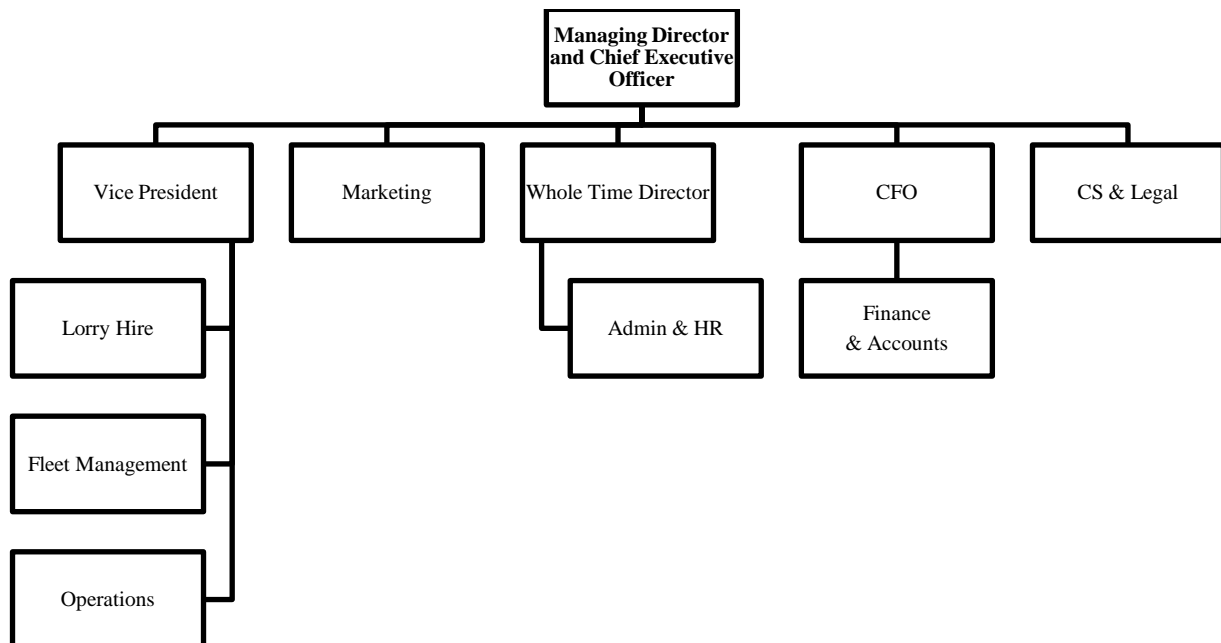 Managing Director
and Chief Executive
Officer
Vice President
Marketing
Whole Time Director
CFO
CS & Legal
Lorry Hire
Admin & HR
Finance
& Accounts
Fleet Management
Operations